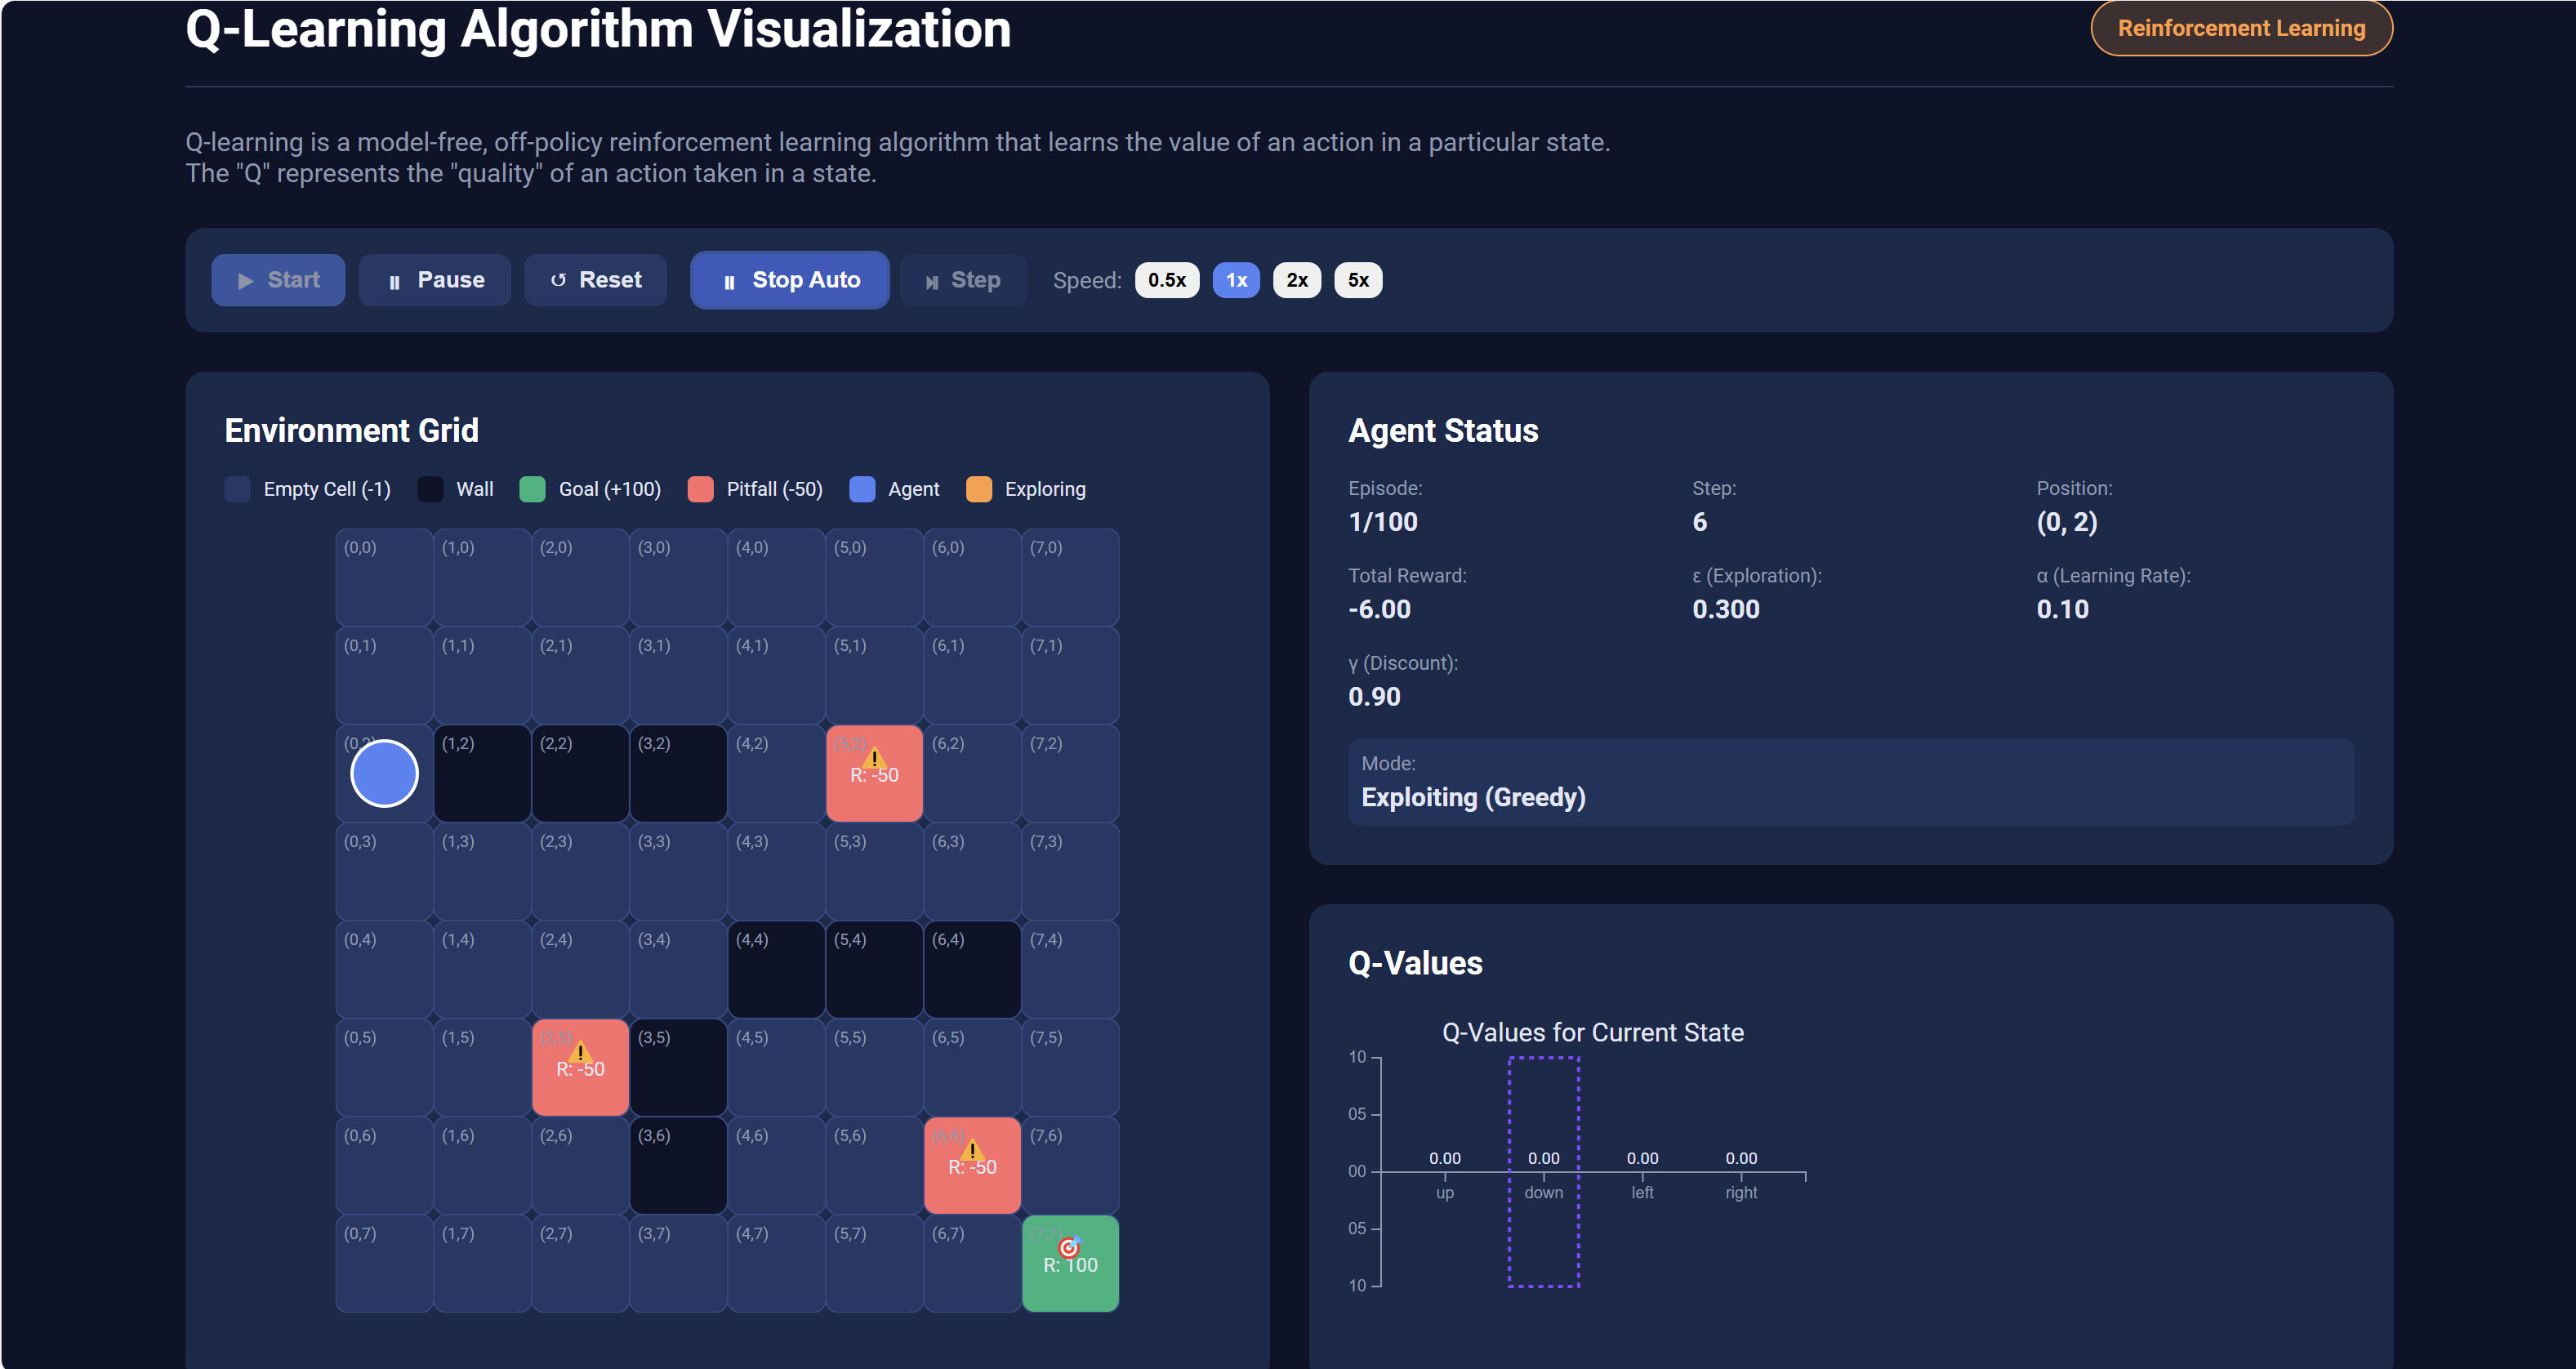 Q-Learning Algorithm Visualization
Reinforcement Learning
Q-learning is a model-free, off-policy reinforcement learning algorithm that learns the value of an action in a particular state.
The "Q" represents the "quality" of an action taken in a state.
Start Pause Reset Stop Auto Step Speed: 0.5x 1x 2x 5x
Environment Grid
Empty Cell (-1) Wall Goal (+100) Pitfall (-50) Agent Exploring
(0,0) (1,0) (2,0) (3,0) (4,0) (5,0) (6,0) (7,0)
(0,1) (1,1) (2,1) (3,1) (4,1) (5,1) (6,1) (7,1)
(1,2) (2,2) (3,2) (4,2) (5,2) (6,2) (7,2)
R: -50
(0,3) (1,3) (2,3) (3,3) (4,3) (5,3) (6,3) (7,3)
(0,4) (1,4) (2,4) (3,4) (4,4) (5,4) (6,4) (7,4)
(0,5) (1,5) (2,5) (3,5) (4,5) (5,5) (6,5) (7,5)
R: -50
(0,6) (1,6) (2,6) (3,6) (4,6) (5,6) (6,6) (7,6)
R: -50
(0,7) (1,7) (2,7) (3,7) (4,7) (5,7) (6,7) (7,7)
R: 100
Agent Status
Episode: Step: Position:
1/100 6 (0, 2)
Total Reward: ε (Exploration): α (Learning Rate):
-6.00 0.300 0.10
γ (Discount):
0.90
Mode:
Exploiting (Greedy)
Q-Values
Q-Values for Current State
10
05
00
05
10
0.00 0.00 0.00 0.00
up down left right